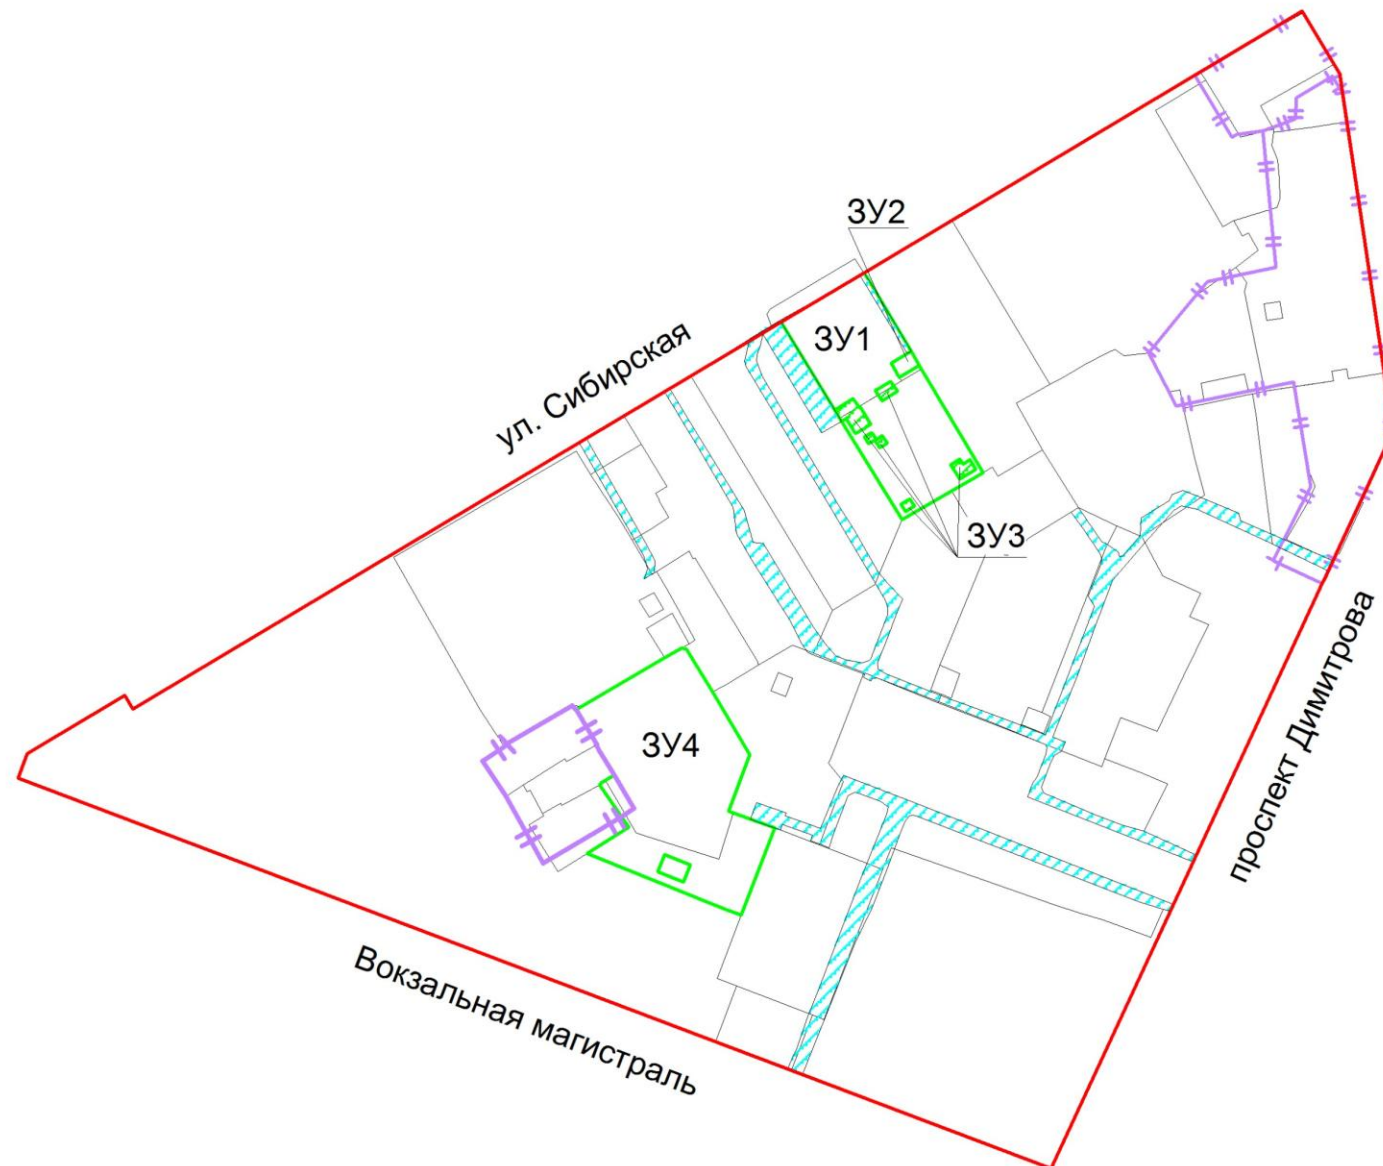 ЗУ2
ул. Сибирская
ЗУ1
ЗУ3
проспект Димитрова
ЗУ4
Вокзальная магистраль